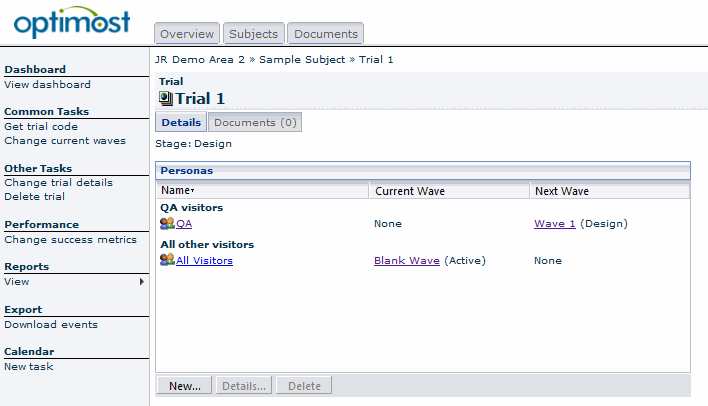 optimost
Overview Subjects Documents
JR Demo Area 2 » Sample Subject » Trial 1
Dashboard
View dashboard
Common Tasks
Get trial code
Change current waves
Other Tasks
Change trial details
Delete trial
Performance
Change success metrics
Reports
View
Export
Download events
Calendar
New task
Trial
Trial 1
Details Documents (0)
Stage: Design
Personas
Name Current Wave Next Wave
QA visitors
QA None Wave 1 (Design)
All other visitors
All Visitors Blank Wave (Active) None
New... Details... Delete